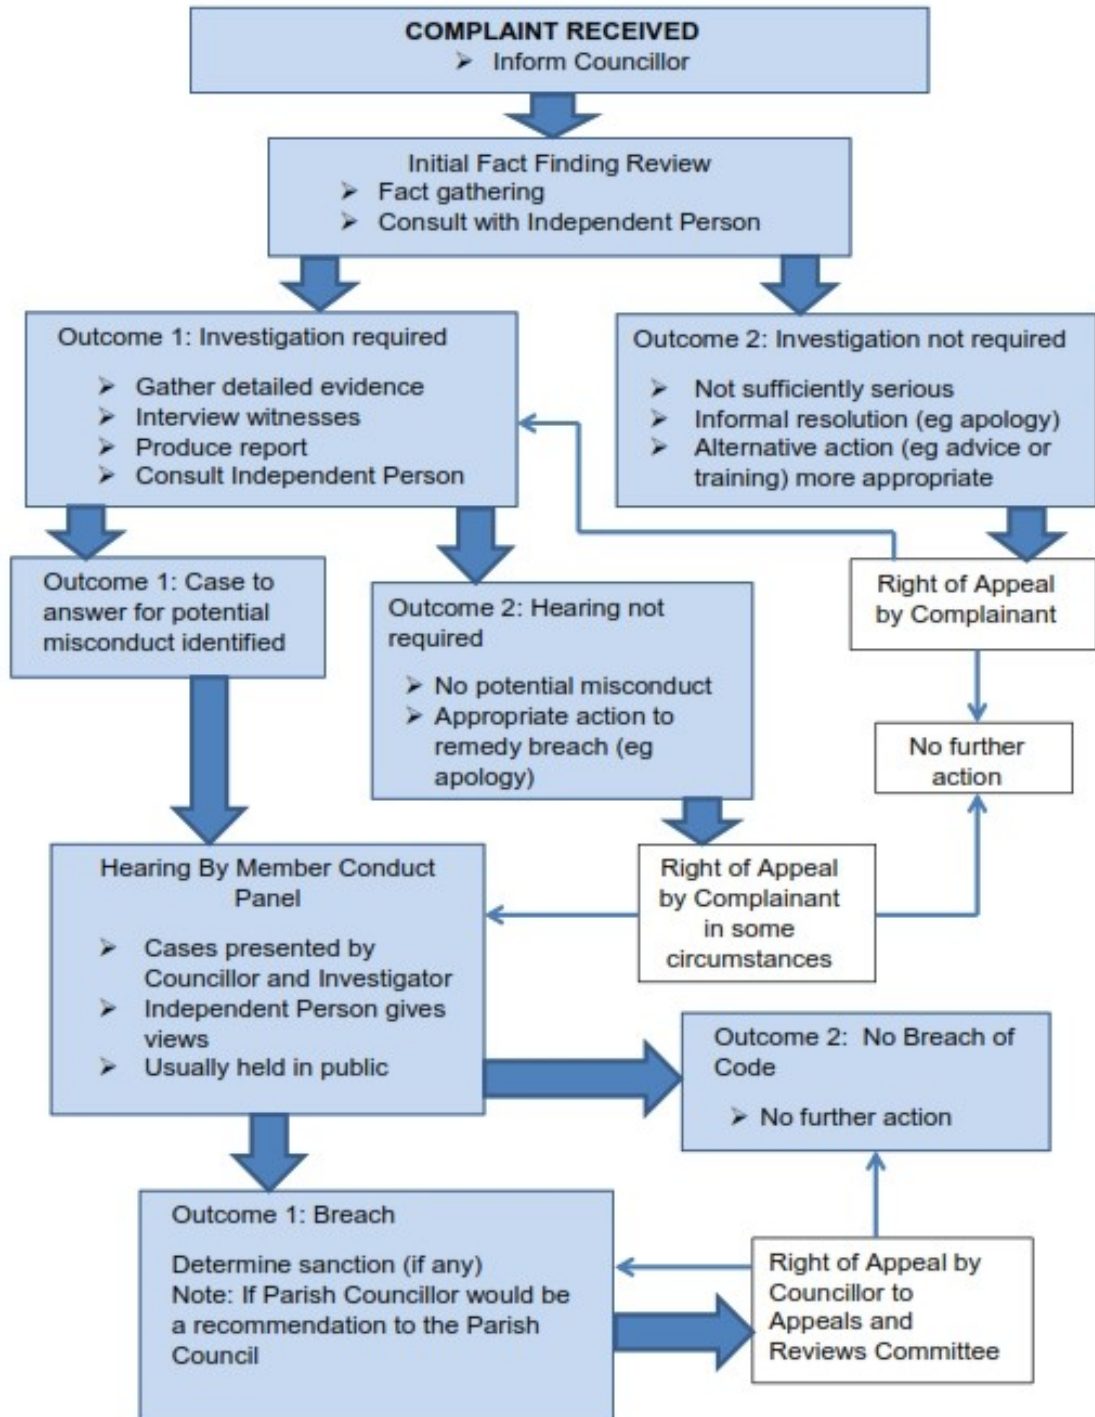 COMPLAINT RECEIVED
➢ Inform Councillor
Initial Fact Finding Review
➢ Fact gathering
➢ Consult with Independent Person
Outcome 1: Investigation required
➢ Gather detailed evidence
➢ Interview witnesses
➢ Produce report
➢ Consult Independent Person
Outcome 2: Investigation not required
➢ Not sufficiently serious
➢ Informal resolution (eg apology)
➢ Alternative action (eg advice or
training) more appropriate
Outcome 1: Case to
answer for potential
misconduct identified
Outcome 2: Hearing not
required
➢ No potential misconduct
➢ Appropriate action to
remedy breach (eg
apology)
Right of Appeal
by Complainant
No further
action
Hearing By Member Conduct
Panel
➢ Cases presented by
Councillor and Investigator
➢ Independent Person gives
views
➢ Usually held in public
Right of Appeal
by Complainant
in some
circumstances
Outcome 2: No Breach of
Code
➢ No further action
Outcome 1: Breach
Determine sanction (if any)
Note: If Parish Councillor would be
a recommendation to the Parish
Council
Right of Appeal by
Councillor to
Appeals and
Reviews Committee